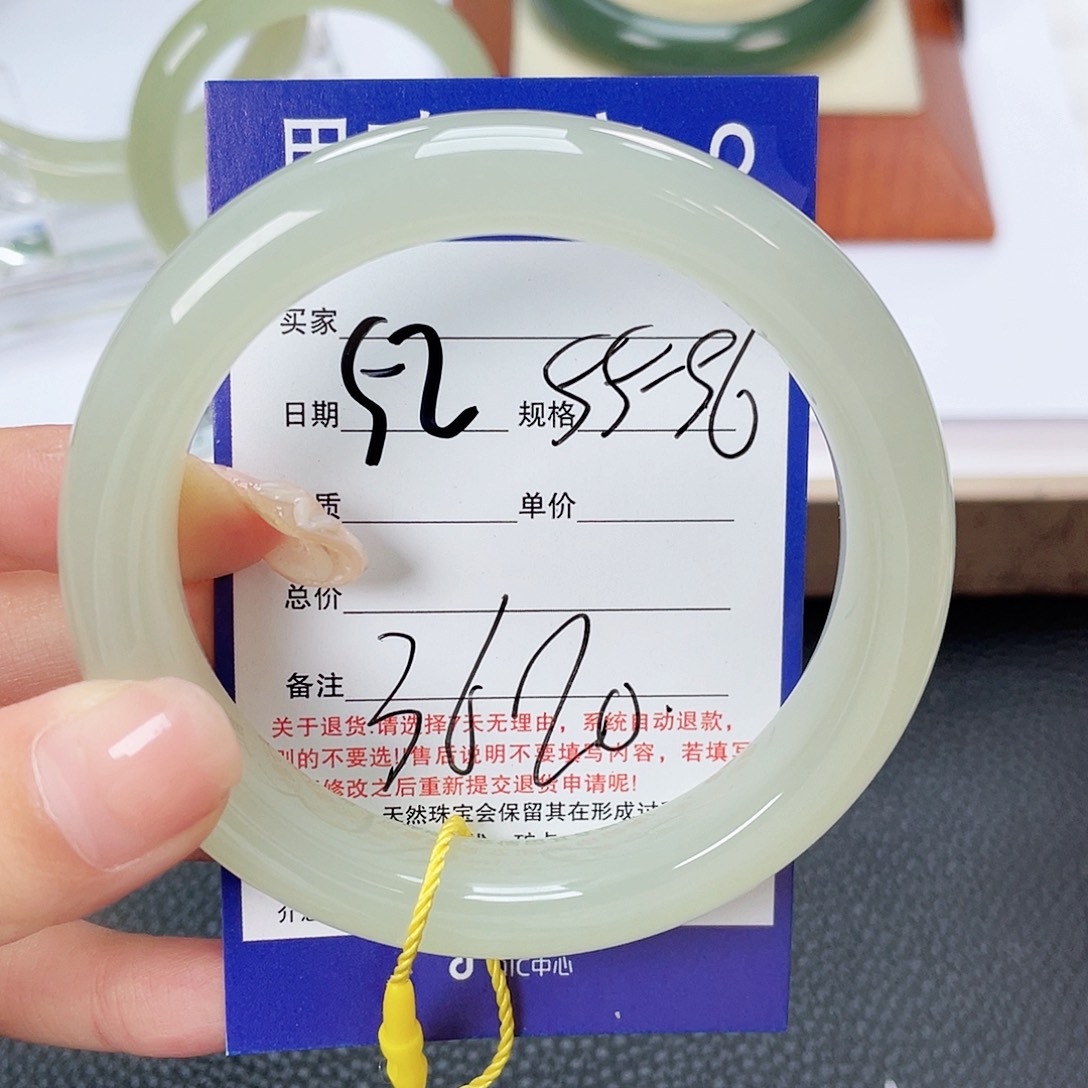 买家
52 55-56
日期 规格
质 单价
总价
3620.
备注
关于退货:请选择7天无理由，系统自动退款，
别的不要选!!售后说明不要填写内容，若填写
修改之后重新提交退货申请呢!
天然珠宝会保留其在形成过
中心